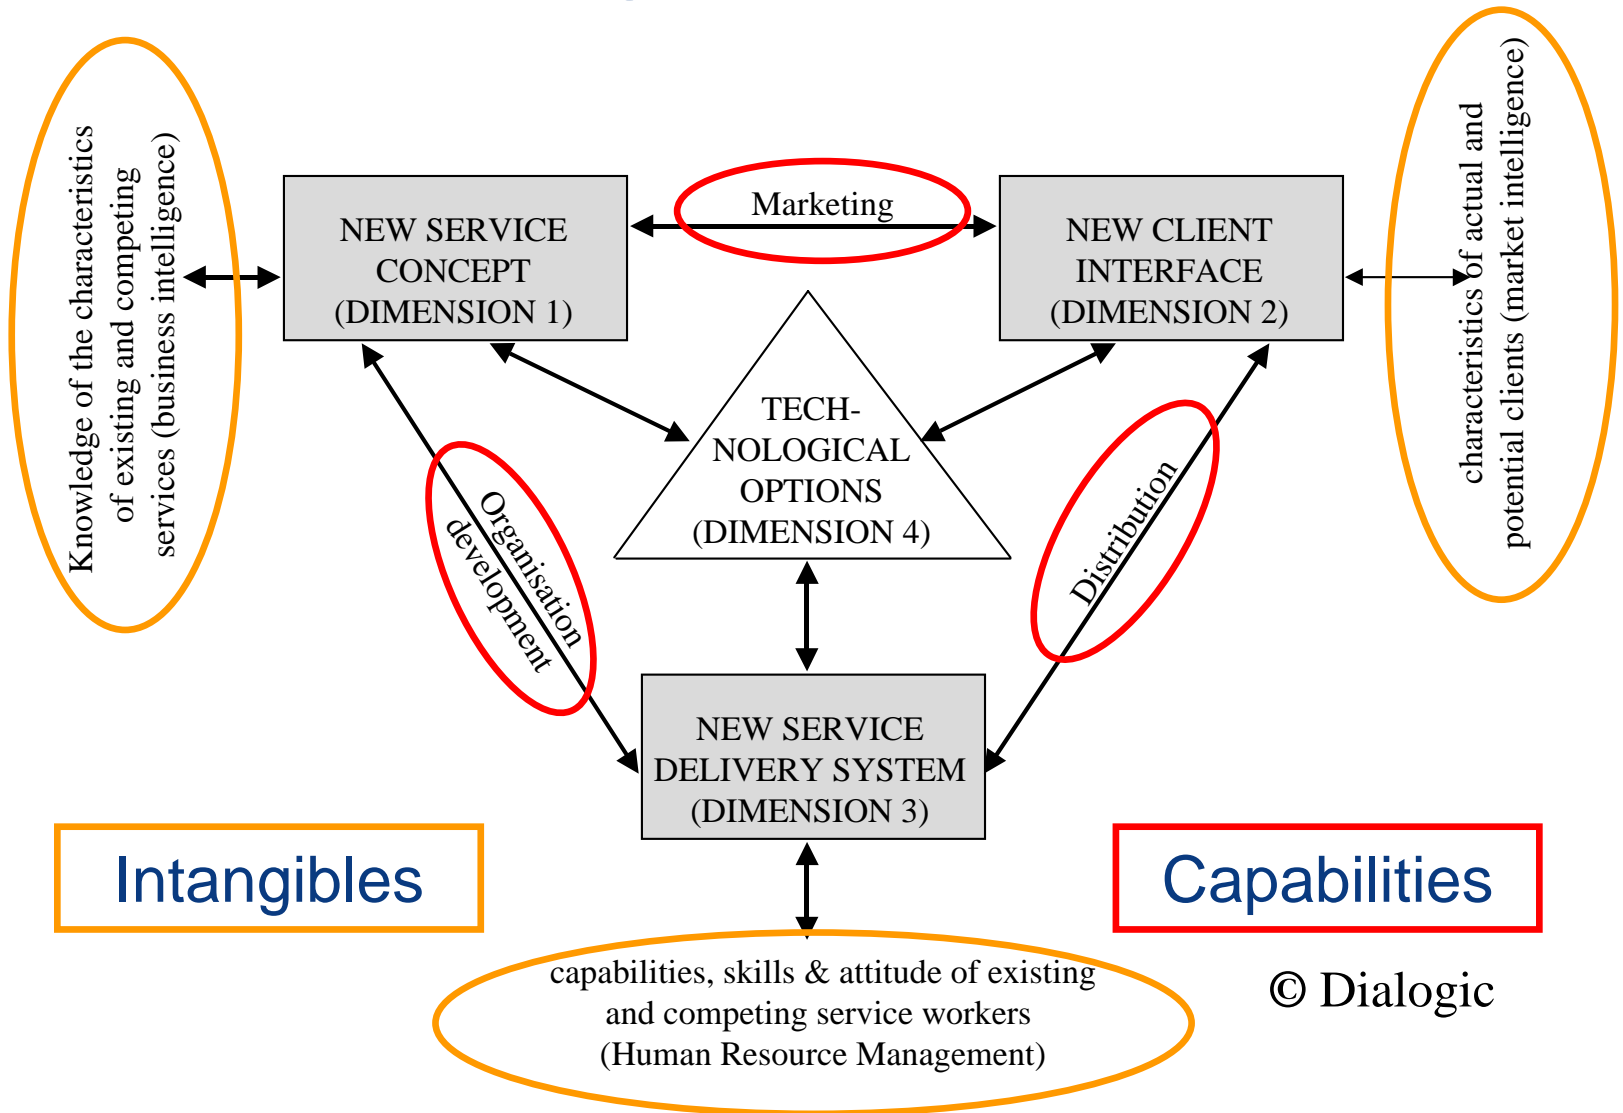 Knowledge of the characteristics
of existing and competing
services (business intelligence)
NEW SERVICE
CONCEPT
(DIMENSION 1)
Marketing
NEW CLIENT
INTERFACE
(DIMENSION 2)
characteristics of actual and
potential clients (market intelligence)
TECH-
NOLOGICAL
OPTIONS
(DIMENSION 4)
Organisation
development
Distribution
NEW SERVICE
DELIVERY SYSTEM
(DIMENSION 3)
Intangibles
Capabilities
capabilities, skills & attitude of existing
and competing service workers
(Human Resource Management)
© Dialogic